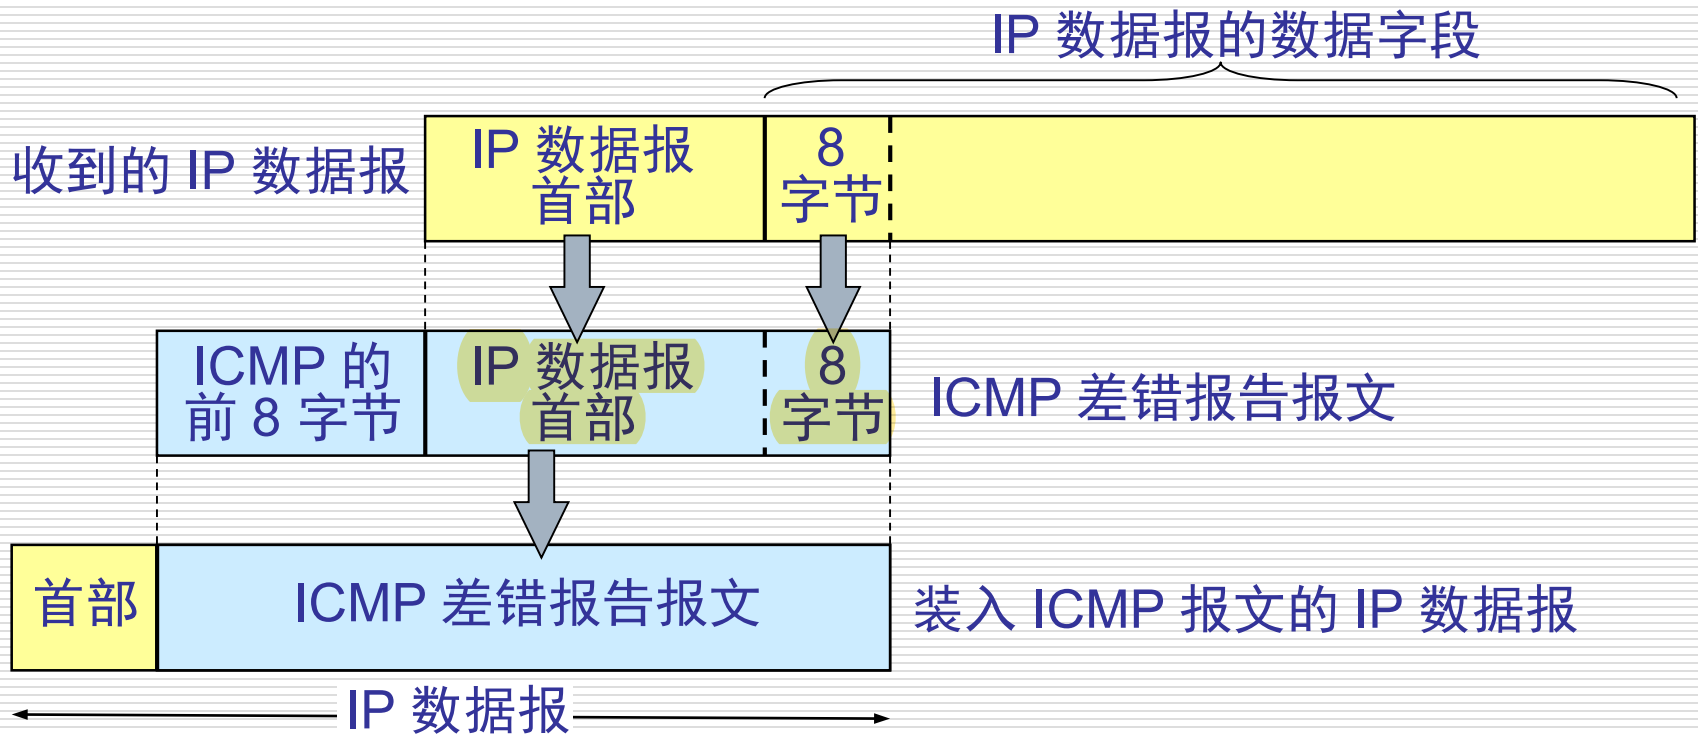 IP 数据报的数据字段
收到的 IP 数据报
IP 数据报
首部
8
字节
ICMP 的
前 8 字节
IP 数据报
首部
8
字节
ICMP 差错报告报文
首部
ICMP 差错报告报文
装入 ICMP 报文的 IP 数据报
IP 数据报